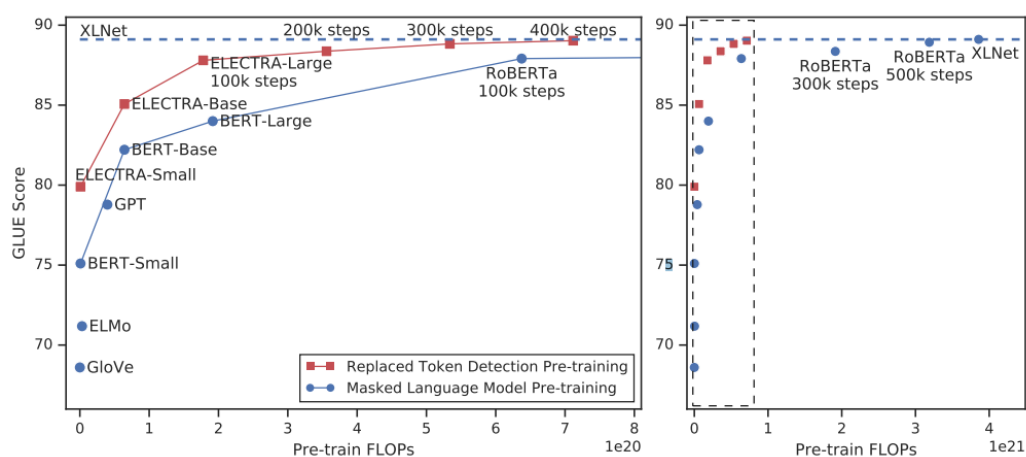 90
85
80
75
70
GLUE Score
XLNet
200k steps
300k steps
400k steps
ELECTRA-Large
100k steps
RoBERTa
100k steps
ELECTRA-Base
BERT-Large
BERT-Base
ELECTRA-Small
GPT
BERT-Small
ELMo
GloVe
Replaced Token Detection Pre-training
Masked Language Model Pre-training
0 1 2 3 4 5 6 7 8
1e20
Pre-train FLOPs
90
85
80
75
70
RoBERTa
300k steps
RoBERTa
500k steps
XLNet
0 1 2 3 4
1e21
Pre-train FLOPs